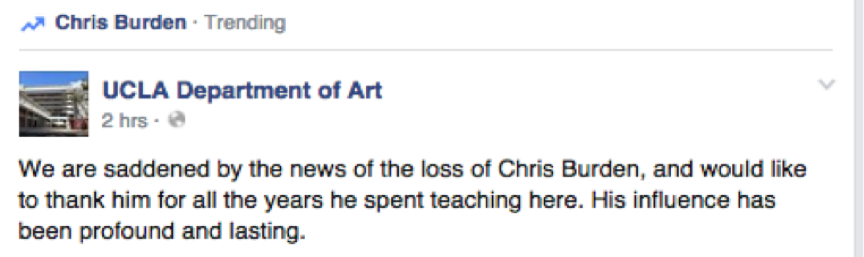 Chris Burden · Trending
UCLA Department of Art
2 hrs ·
We are saddened by the news of the loss of Chris Burden, and would like
to thank him for all the years he spent teaching here. His influence has
been profound and lasting.